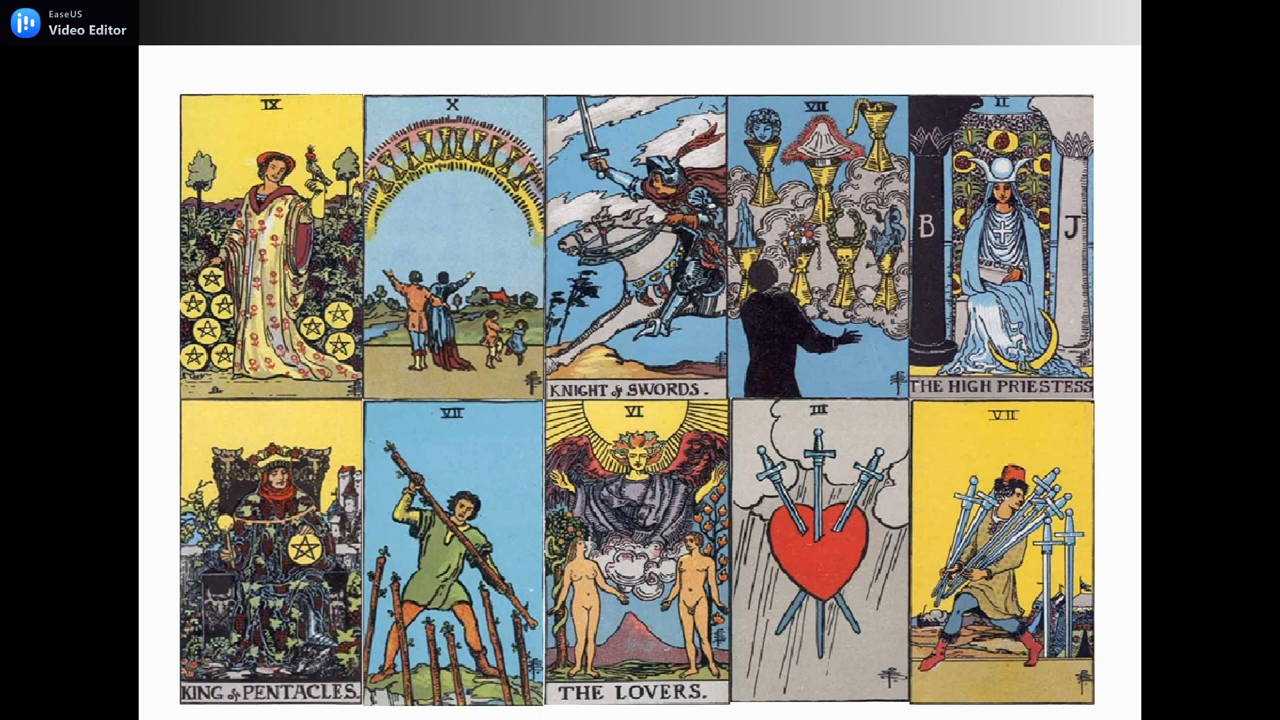 EaseUS
Video Editor
IX
X
VII
II
B
J
KNIGHT of SWORDS.
THE HIGH PRIESTESS
VII
VI
III
VII
KING of PENTACLES.
THE LOVERS.